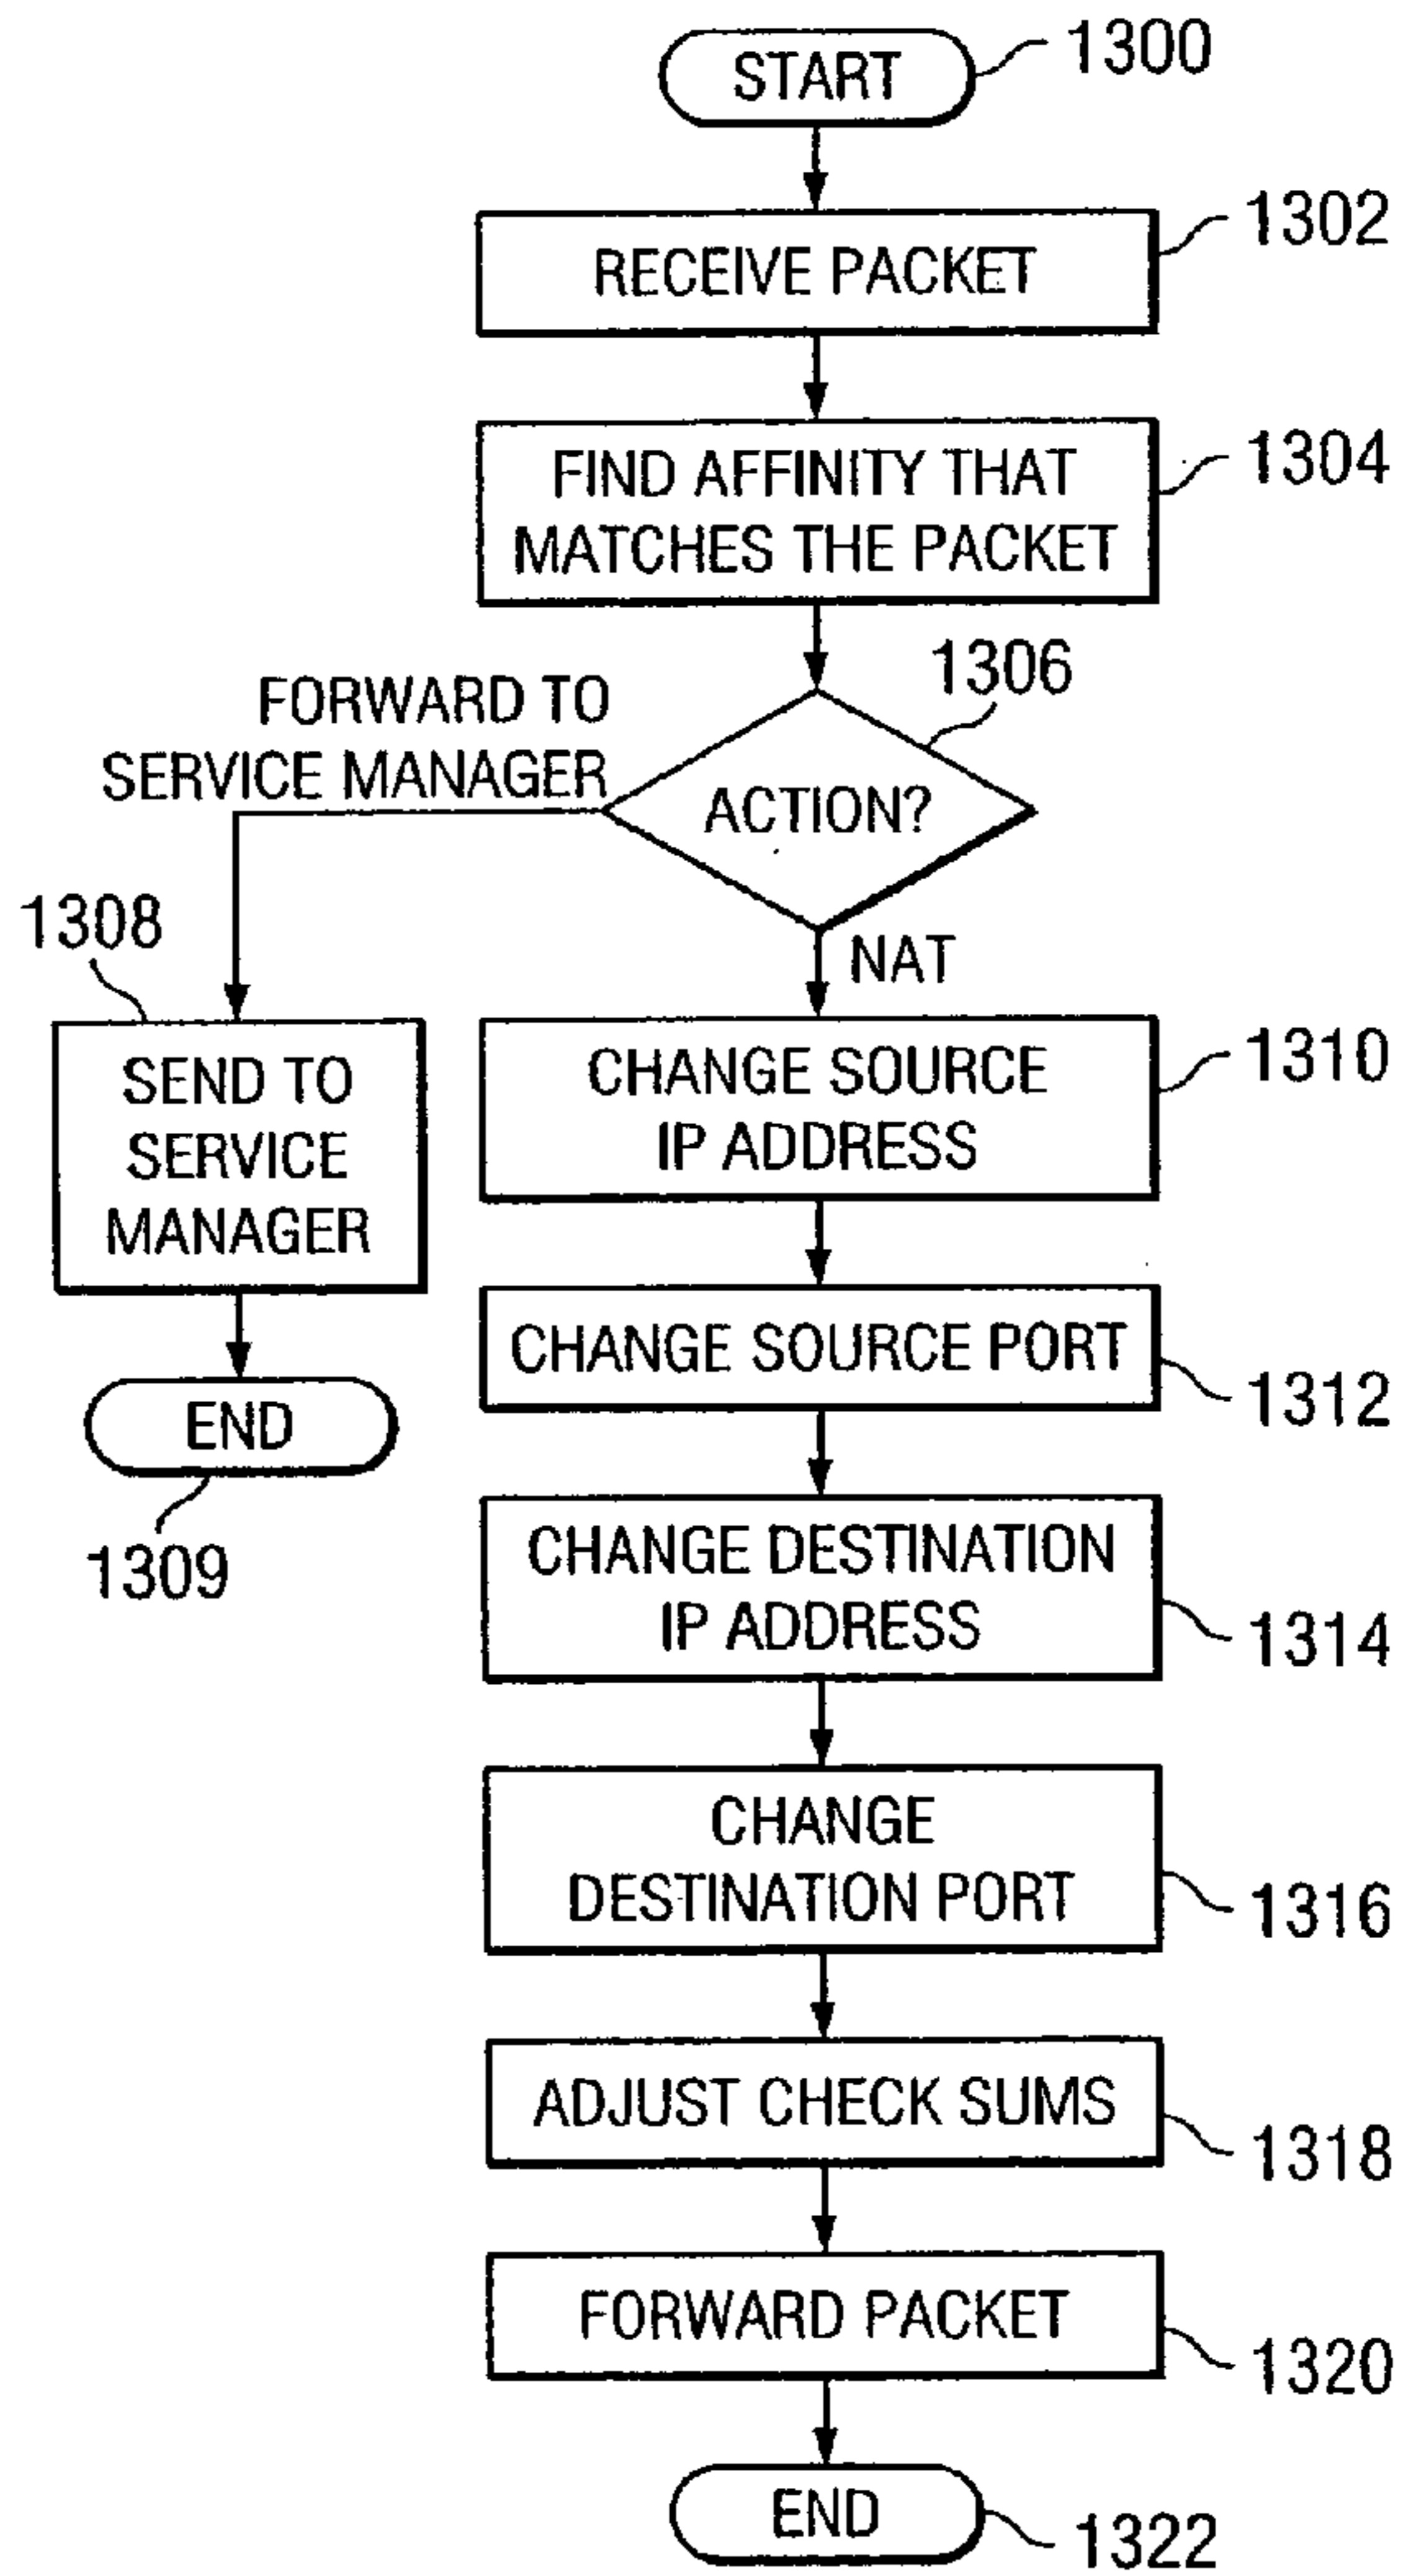 START
1300
RECEIVE PACKET
1302
FIND AFFINITY THAT
MATCHES THE PACKET
1304
FORWARD TO
SERVICE MANAGER
ACTION?
1306
NAT
1308
SEND TO
SERVICE
MANAGER
END
1309
CHANGE SOURCE
IP ADDRESS
1310
CHANGE SOURCE PORT
1312
CHANGE DESTINATION
IP ADDRESS
1314
CHANGE
DESTINATION PORT
1316
ADJUST CHECK SUMS
1318
FORWARD PACKET
1320
END
1322